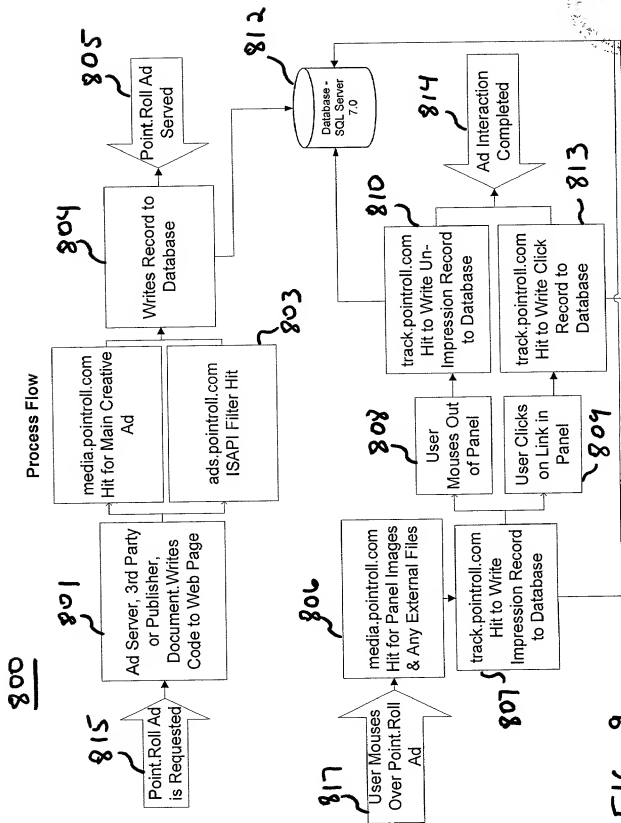 800
Process Flow
815
Point.Roll Ad
is Requested
801
Ad Server, 3rd Party
or Publisher,
Document.Writes
Code to Web Page
media.pointroll.com
Hit for Main Creative
Ad
ads.pointroll.com
ISAPI Filter Hit
803
804
Writes Record to
Database
805
Point.Roll Ad
Served
812
Database -
SQL Server
7.0
817
User Mouses
Over Point.Roll
Ad
806
media.pointroll.com
Hit for Panel Images
& Any External Files
807
track.pointroll.com
Hit to Write
Impression Record
to Database
808
User
Mouses Out
of Panel
809
User Clicks
on Link in
Panel
810
track.pointroll.com
Hit to Write Un-
Impression Record
to Database
813
track.pointroll.com
Hit to Write Click
Record to
Database
814
Ad Interaction
Completed